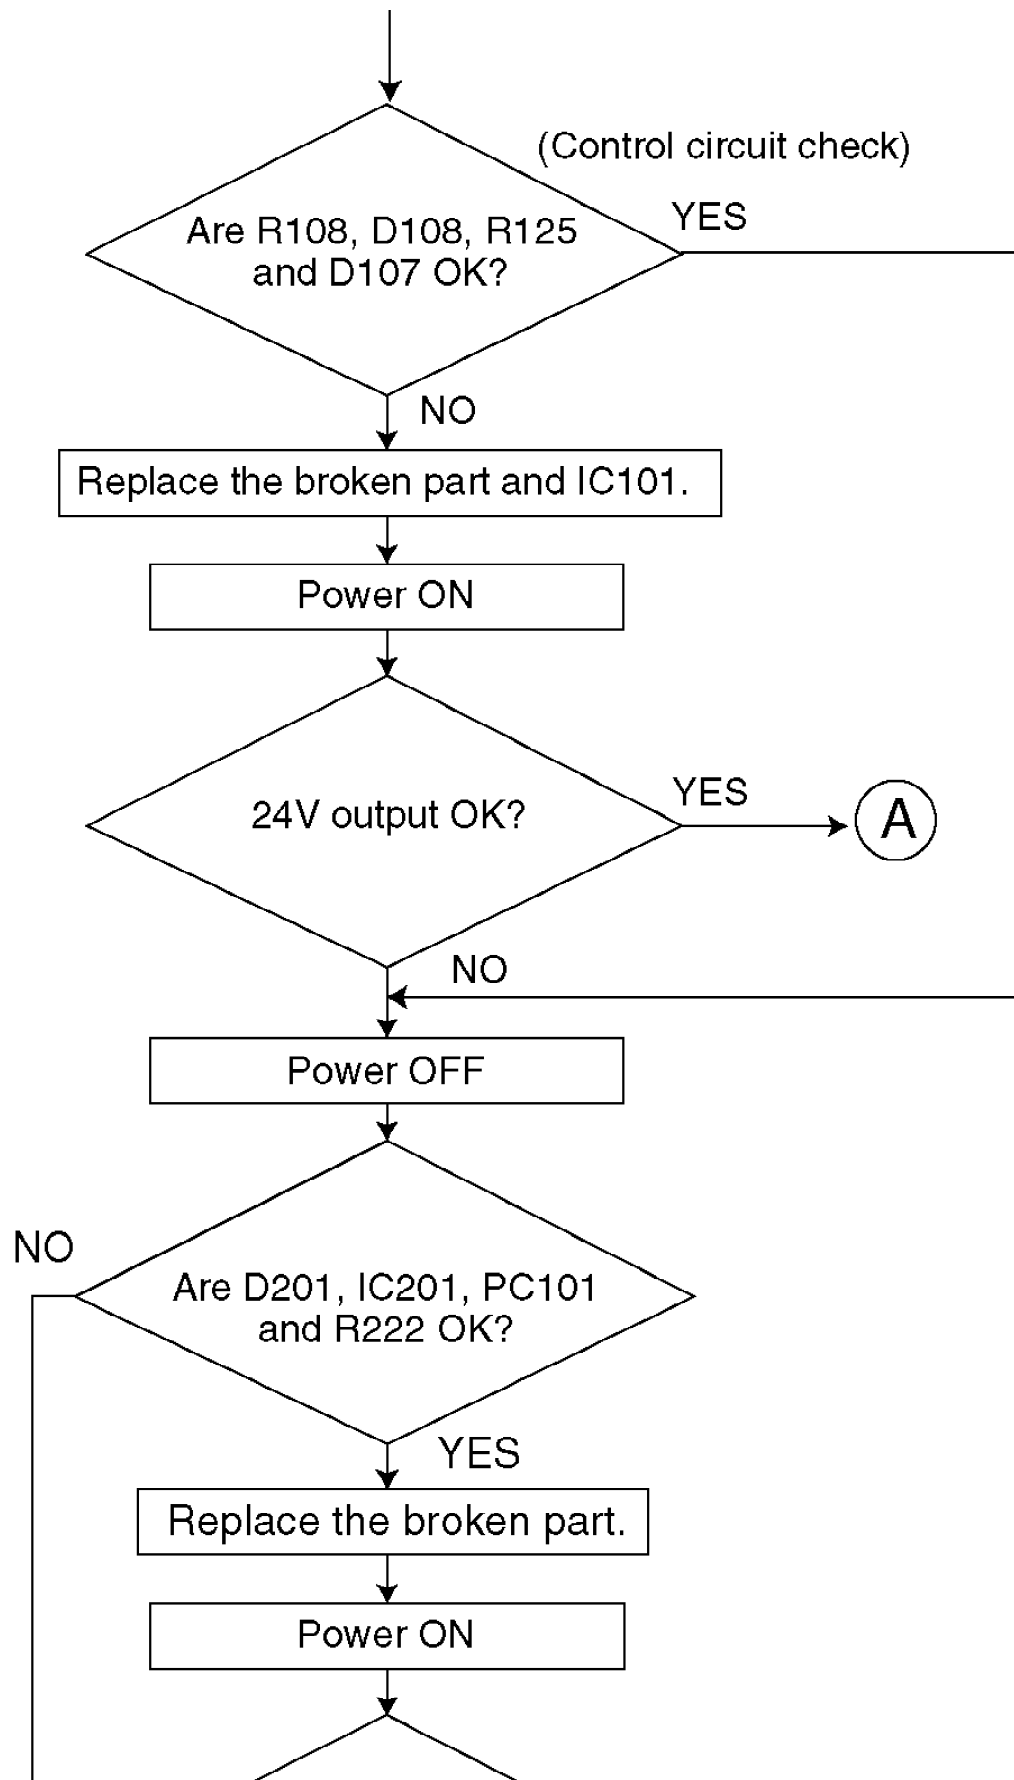 (Control circuit check)
YES
Are R108, D108, R125
and D107 OK?
NO
Replace the broken part and IC101.
Power ON
YES
24V output OK?
A
NO
Power OFF
NO
Are D201, IC201, PC101
and R222 OK?
YES
Replace the broken part.
Power ON